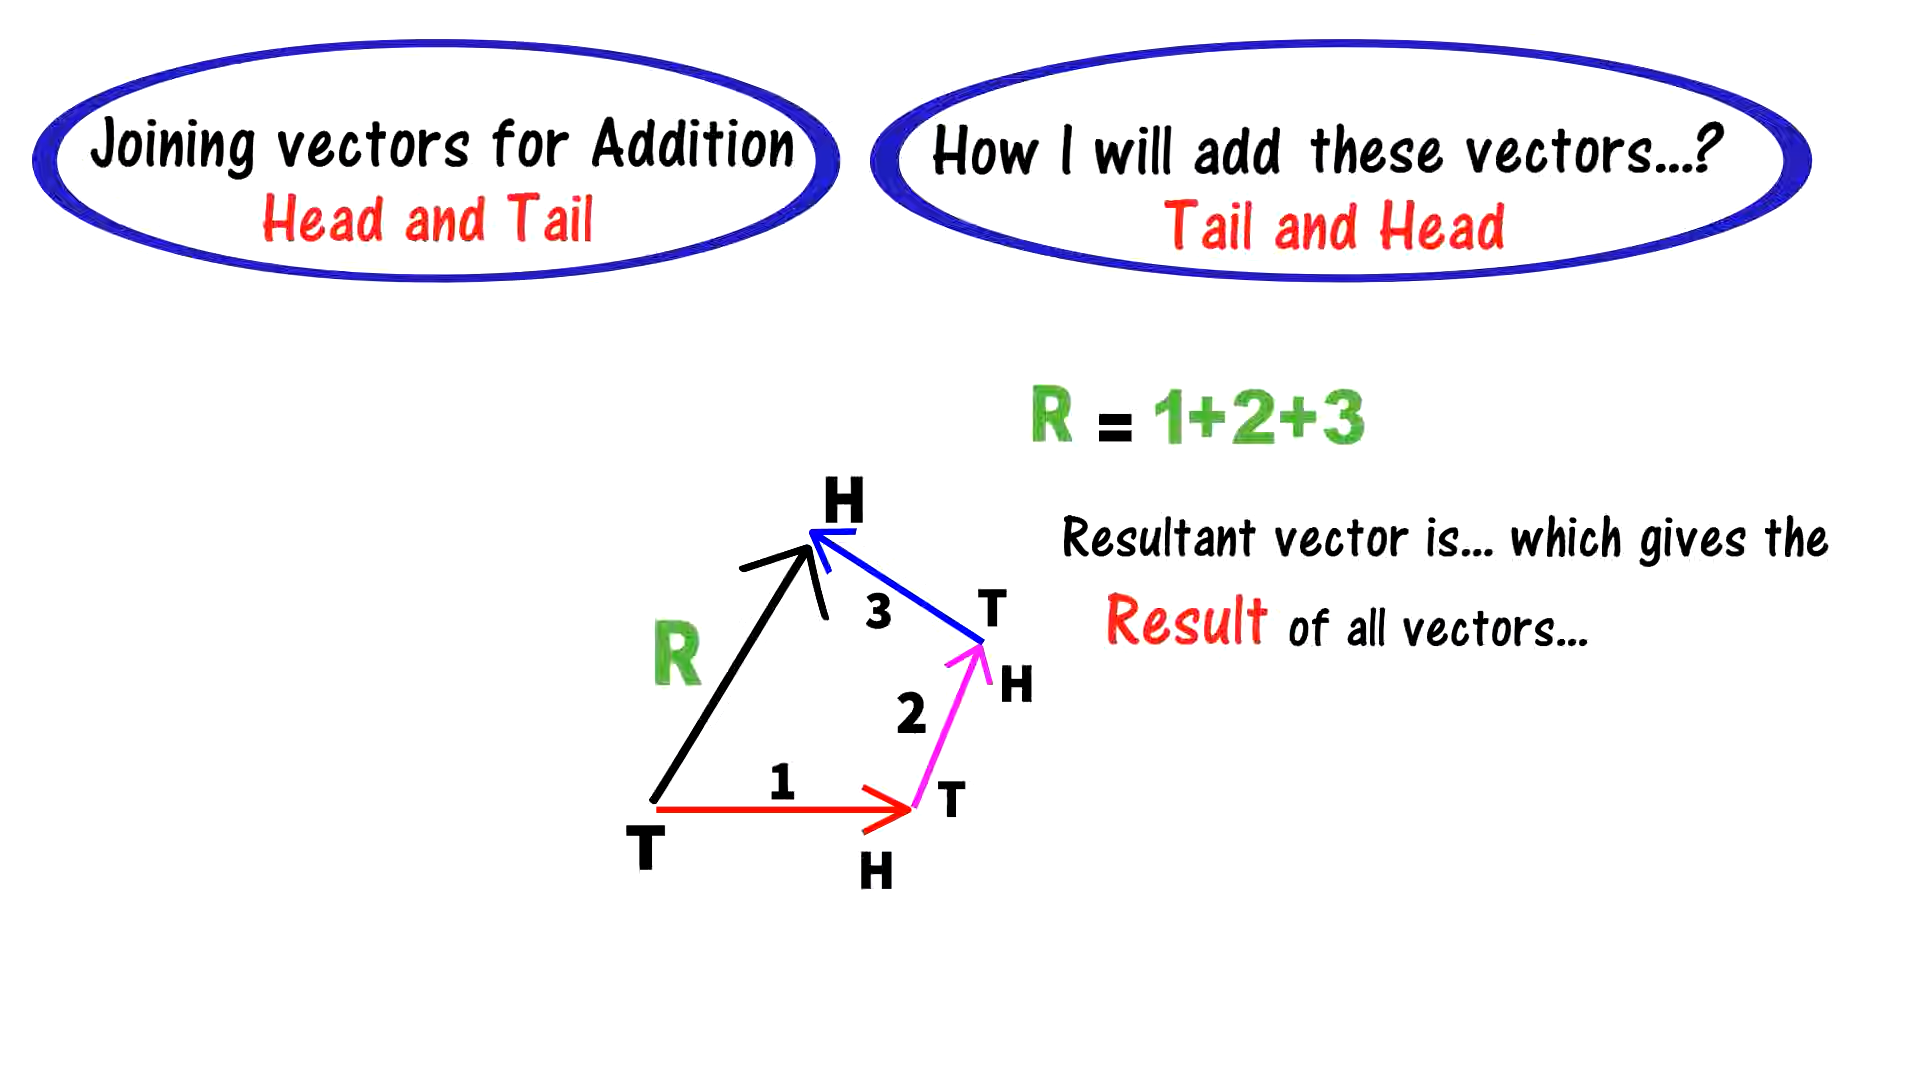 Joining vectors for Addition
Head and Tail
How I will add these vectors...?
Tail and Head
R = 1+2+3
Resultant vector is... which gives the
Result of all vectors...
H
3
T
R
2
H
1
T
T
H